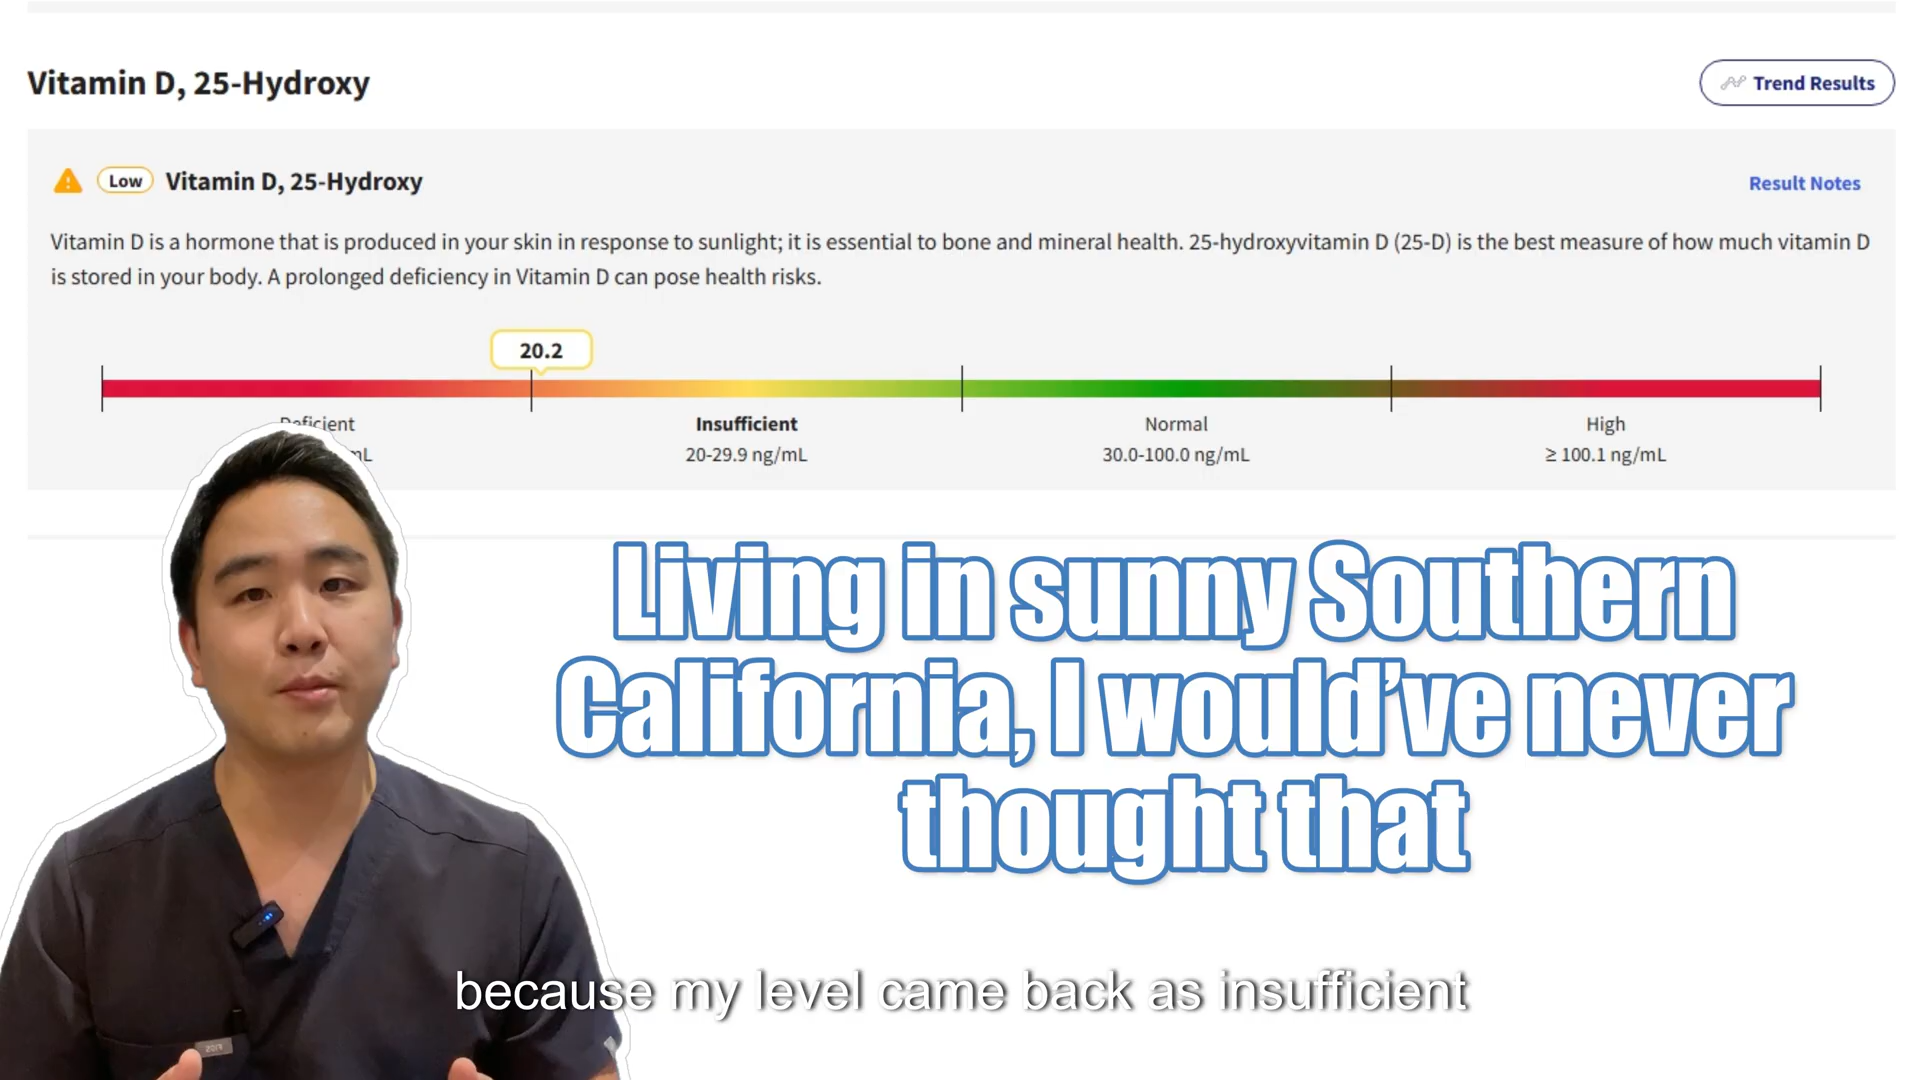 Vitamin D, 25-Hydroxy
Trend Results
Low
Vitamin D, 25-Hydroxy
Result Notes
Vitamin D is a hormone that is produced in your skin in response to sunlight; it is essential to bone and mineral health. 25-hydroxyvitamin D (25-D) is the best measure of how much vitamin D
is stored in your body. A prolonged deficiency in Vitamin D can pose health risks.
20.2
Deficient
Insufficient
20-29.9 ng/mL
Normal
30.0-100.0 ng/mL
High
≥ 100.1 ng/mL
Living in sunny Southern
California, I would’ve never
thought that
because my level came back as insufficient